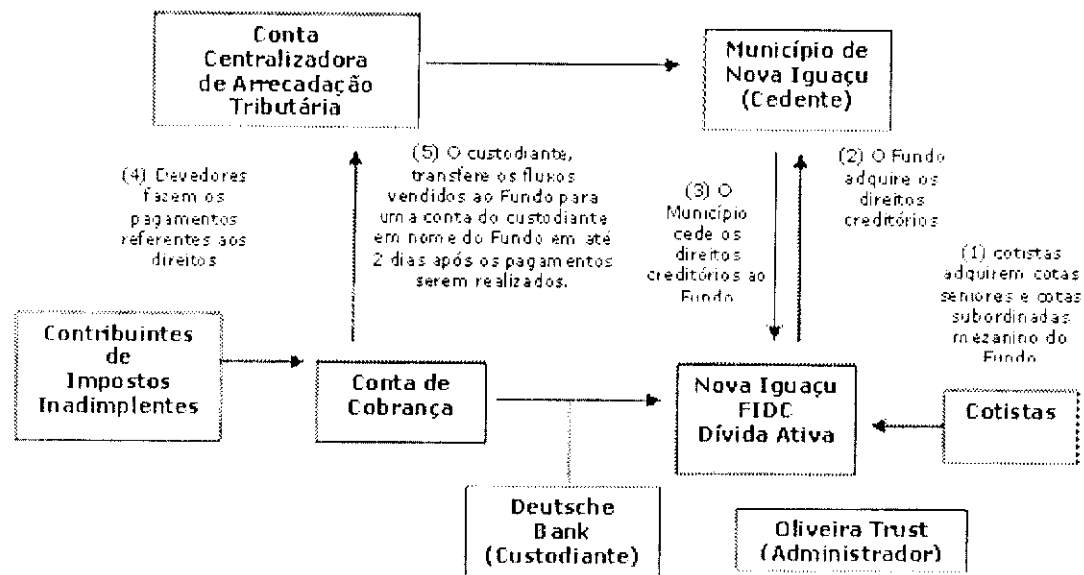 Conta
Centralizadora
de Arrecadação
Tributária
Município de
Nova Iguaçu
(Cedente)
(4) Devedores
fazem os
pagamentos
referentes aos
direitos
(5) O custodiante,
transfere os fluxos
vendidos ao Fundo para
uma conta do custodiante
em nome do Fundo em até
2 dias após os pagamentos
serem realizados.
(3) O
Município
cede os
direitos
creditórios ao
Fundo
(2) O Fundo
adquire os
direitos
creditórios
(1) cotistas
adquirem cotas
seniores e cotas
subordinadas
mezanino do
Fundo
Contribuintes
de
Impostos
Inadimplentes
Conta de
Cobrança
Nova Iguaçu
FIDC
Dívida Ativa
Cotistas
Deutsche
Bank
(Custodiante)
Oliveira Trust
(Administrador)